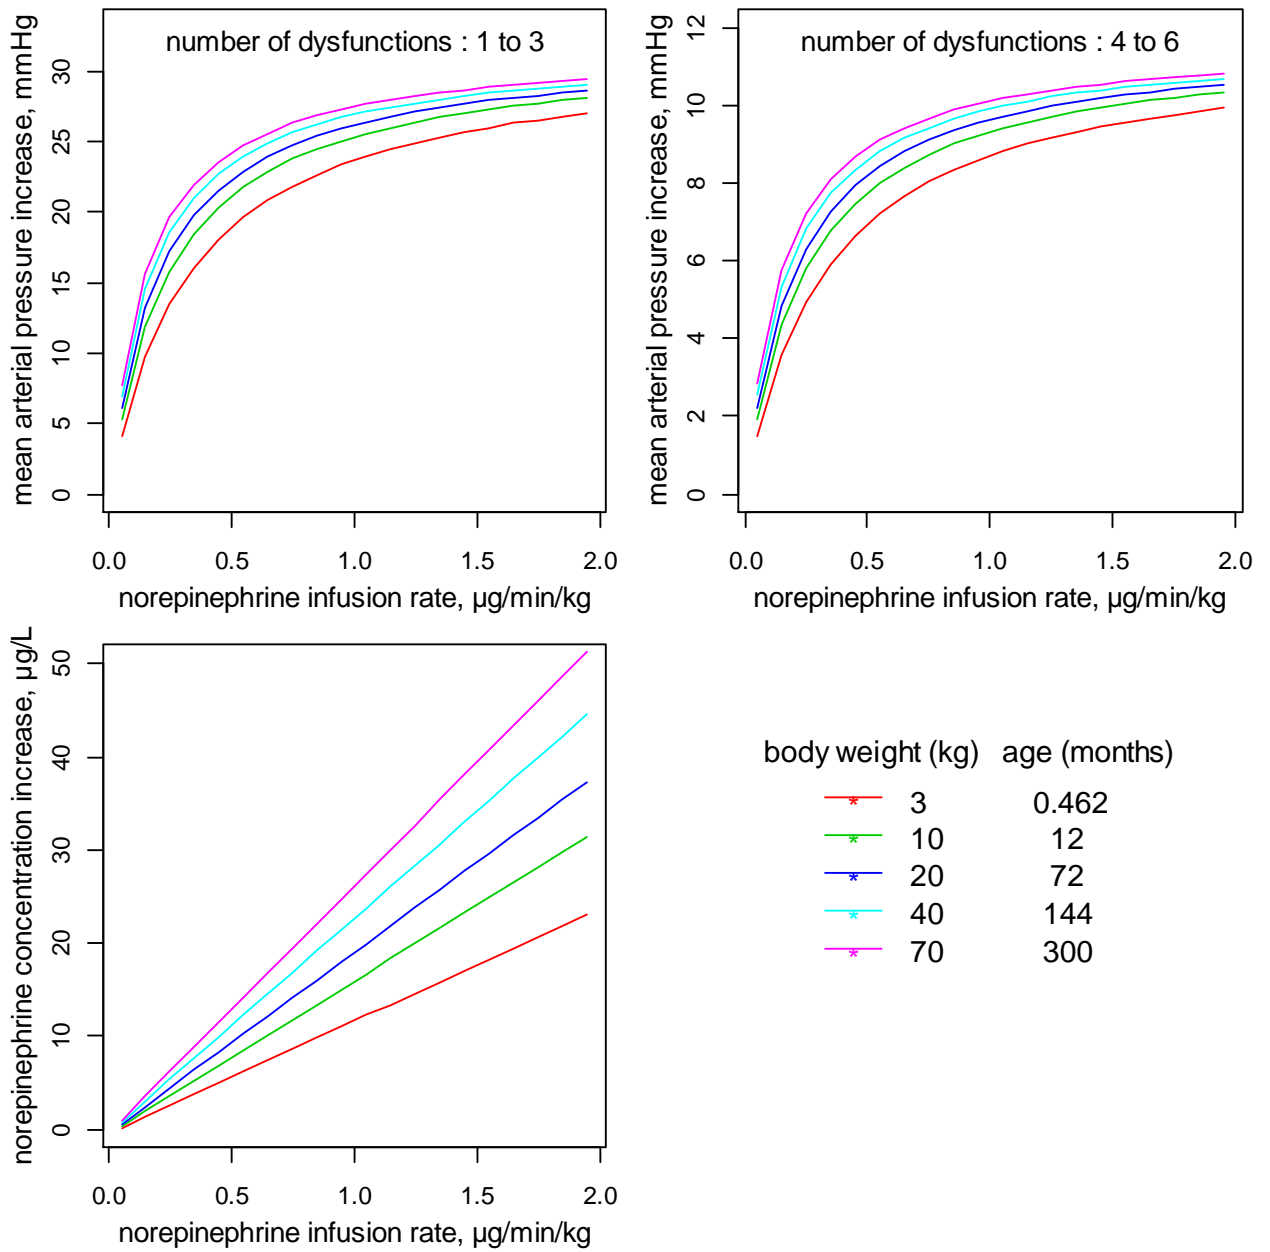 number of dysfunctions : 1 to 3
mean arterial pressure increase, mmHg
0 5 10 15 20 25 30
0.0 0.5 1.0 1.5 2.0
norepinephrine infusion rate, µg/min/kg
number of dysfunctions : 4 to 6
mean arterial pressure increase, mmHg
0 2 4 6 8 10 12
0.0 0.5 1.0 1.5 2.0
norepinephrine infusion rate, µg/min/kg
norepinephrine concentration increase, µg/L
0 10 20 30 40 50
0.0 0.5 1.0 1.5 2.0
norepinephrine infusion rate, µg/min/kg
body weight (kg) age (months)
* 3 0.462
* 10 12
* 20 72
* 40 144
* 70 300